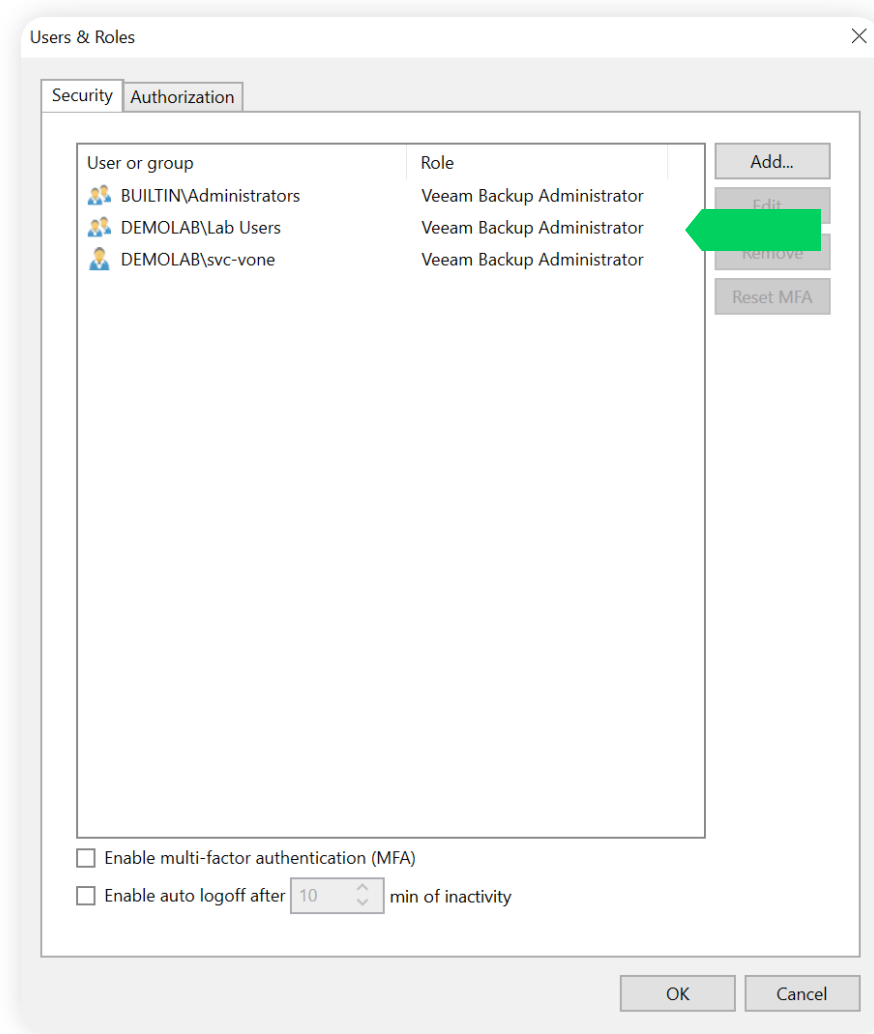 Users & Roles
Security
Authorization
User or group Role
BUILTIN\Administrators Veeam Backup Administrator
DEMOLAB\Lab Users Veeam Backup Administrator
DEMOLAB\svc-vone Veeam Backup Administrator
Add...
Remove
Reset MFA
Enable multi-factor authentication (MFA)
Enable auto logoff after 10 min of inactivity
OK
Cancel